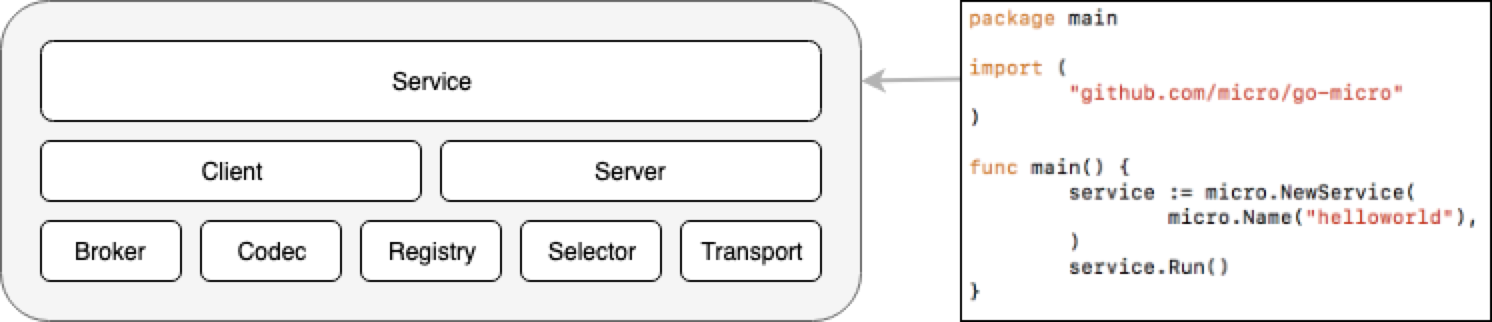 Service
Client
Server
Broker
Codec
Registry
Selector
Transport
package main
import (
"github.com/micro/go-micro"
)
func main() {
service := micro.NewService(
micro.Name("helloworld"),
)
service.Run()
}